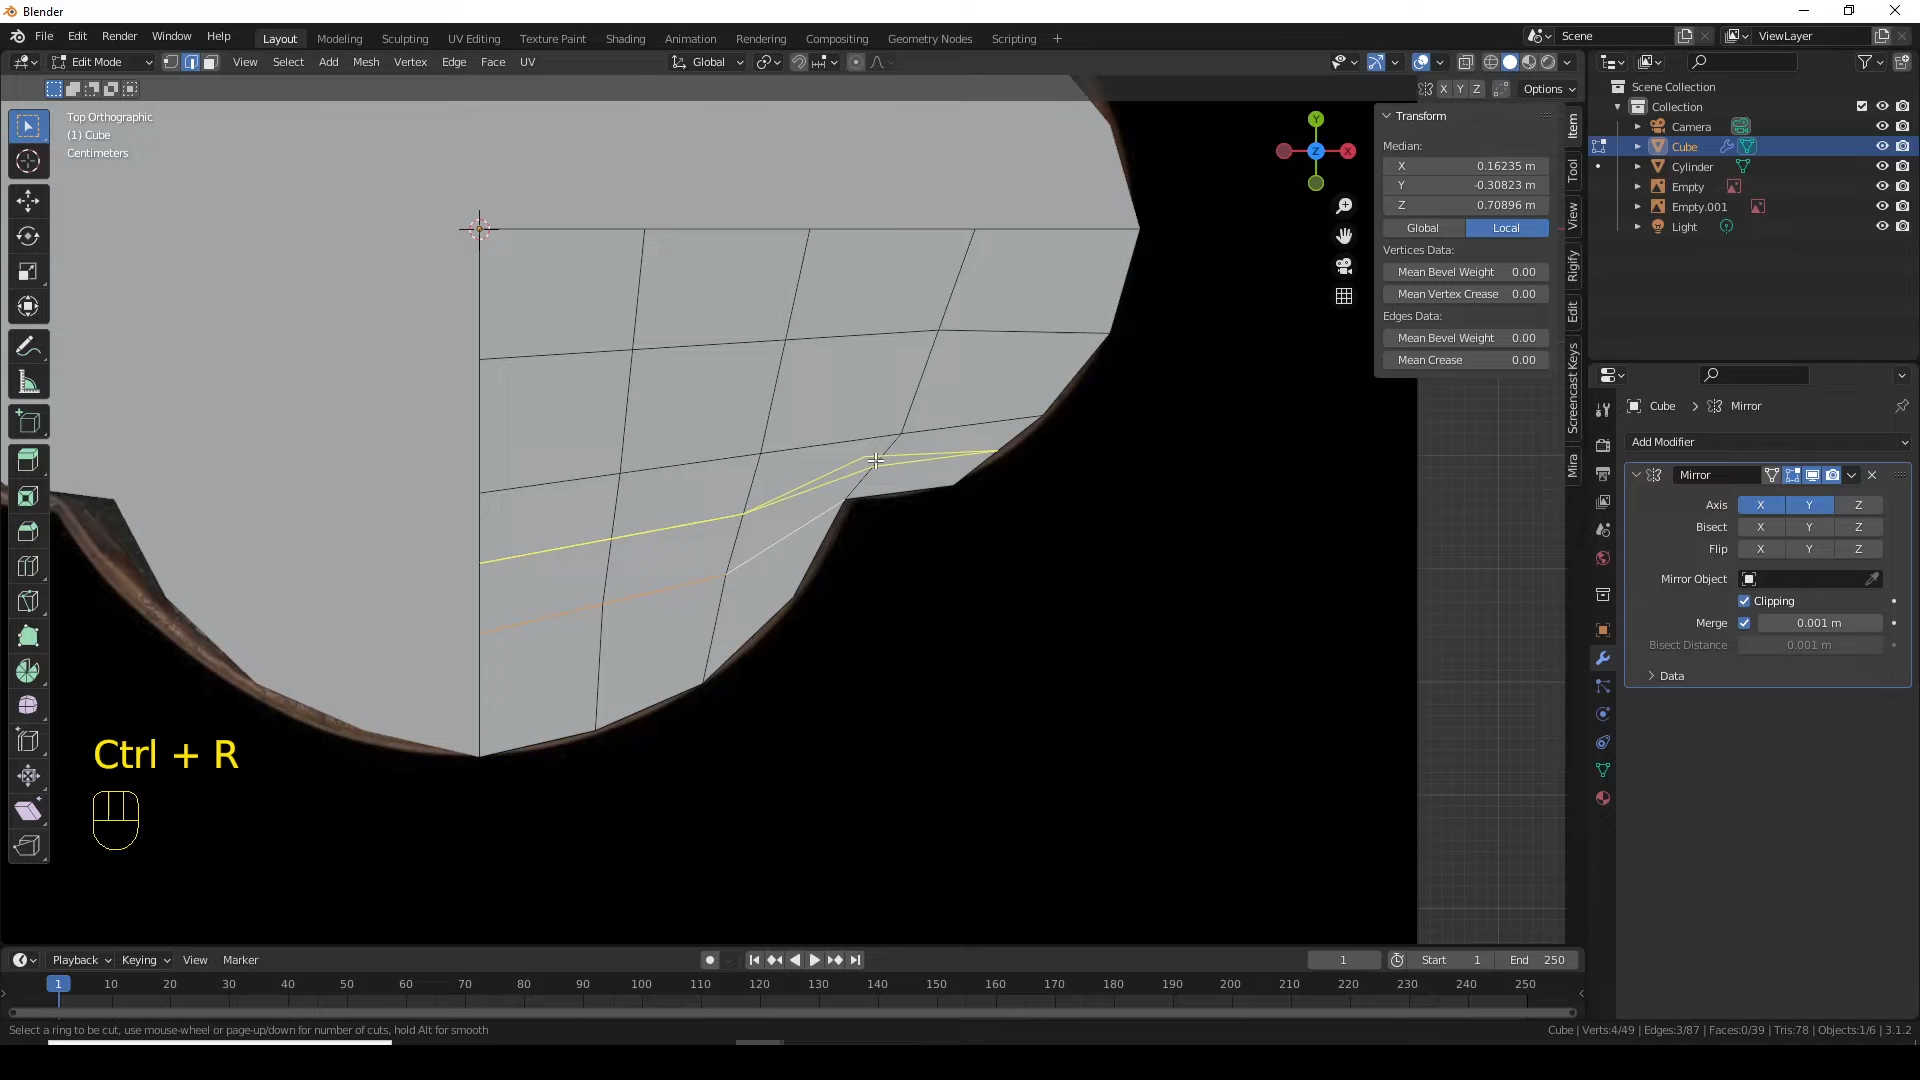 Blender
File Edit Render Window Help
Layout Modeling Sculpting UV Editing Texture Paint Shading Animation Rendering Compositing Geometry Nodes Scripting +
Scene
ViewLayer
Edit Mode
View Select Add Mesh Vertex Edge Face UV
Global
X Y Z
Options
Top Orthographic
(1) Cube
Centimeters
Y
Z
X
Transform
Median:
X 0.16235 m
Y -0.30823 m
Z 0.70896 m
Global Local
Vertices Data:
Mean Bevel Weight 0.00
Mean Vertex Crease 0.00
Edges Data:
Mean Bevel Weight 0.00
Mean Crease 0.00
Item
Tool
View
Rigify
Edit
Screencast Keys
Mira
Scene Collection
Collection
Camera
Cube
Cylinder
Empty
Empty.001
Light
Cube > Mirror
Add Modifier
Mirror
Axis X Y Z
Bisect X Y Z
Flip X Y Z
Mirror Object
Clipping
Merge 0.001 m
Bisect Distance 0.001 m
Data
Ctrl + R
Playback Keying View Marker
1
Start 1
End 250
1 10 20 30 40 50 60 70 80 90 100 110 120 130 140 150 160 170 180 190 200 210 220 230 240 250
Select a ring to be cut, use mouse-wheel or page-up/down for number of cuts, hold Alt for smooth
Cube | Verts:4/49 | Edges:3/87 | Faces:0/39 | Tris:78 | Objects:1/6 | 3.1.2